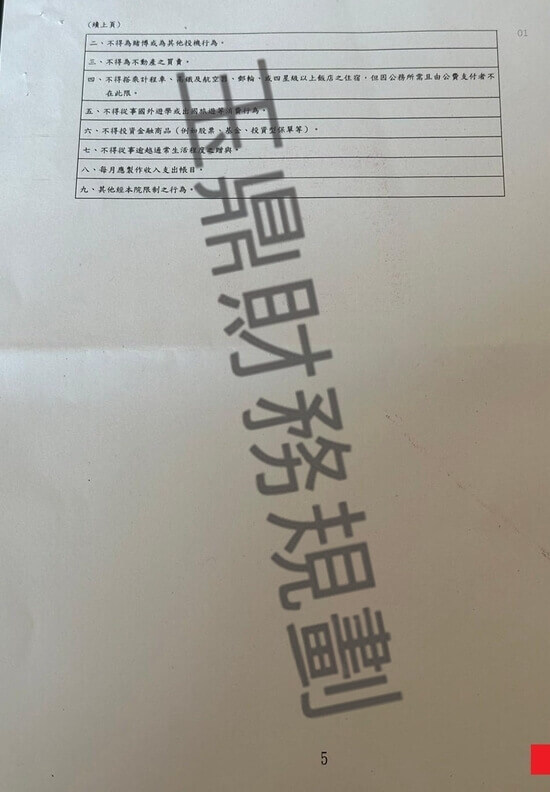 (續上頁)
01
二、不得為賭博或為其他投機行為。
三、不得為不動產之買賣。
四、不得搭乘計程車、高鐵及航空器、郵輪,或四星級以上飯店之住宿,但因公務所需且由公費支付者不
在此限。
五、不得從事國外遊學或出國旅遊等消費行為。
六、不得投資金融商品(例如股票、基金、投資型保單等)。
七、不得從事逾越通常生活程度之贈與。
八、每月應製作收入支出帳目。
九、其他經本院限制之行為。
玉鼎財務規劃
5